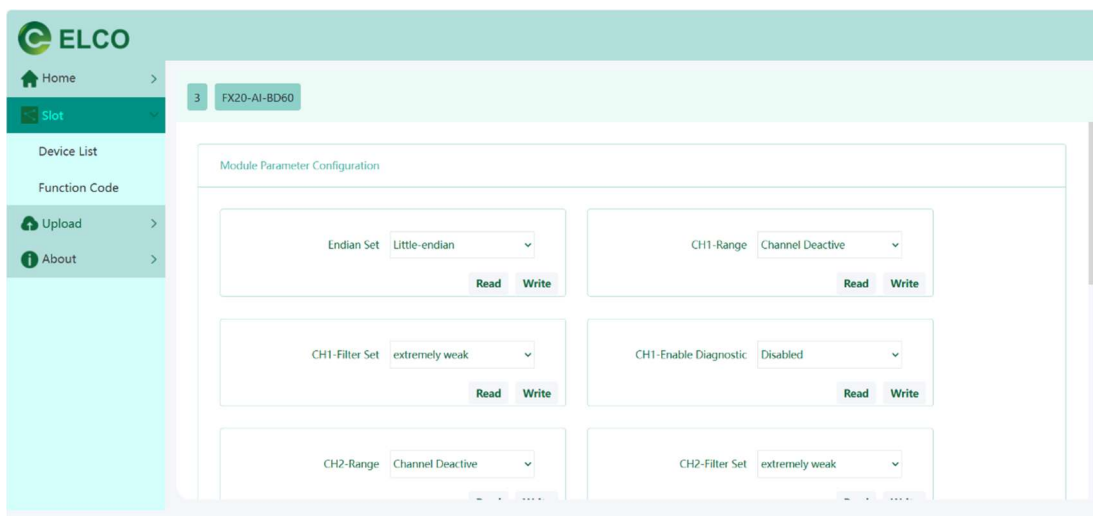 ELCO
Home
Slot
Device List
Function Code
Upload
About
3 FX20-AI-BD60
Module Parameter Configuration
Endian Set Little-endian
Read Write
CH1-Range Channel Deactive
Read Write
CH1-Filter Set extremely weak
Read Write
CH1-Enable Diagnostic Disabled
Read Write
CH2-Range Channel Deactive
CH2-Filter Set extremely weak